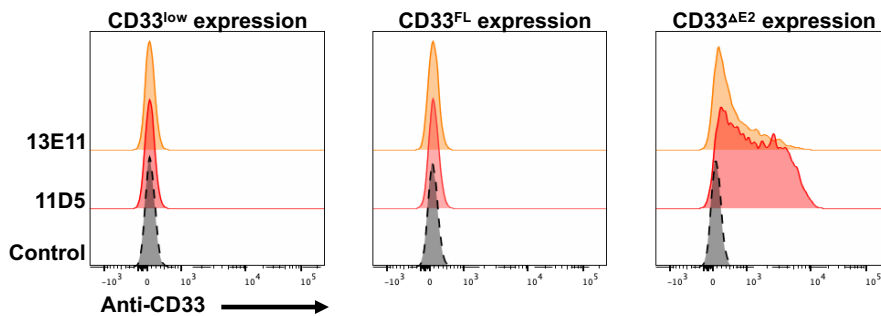 CD33low expression
CD33FL expression
CD33ΔE2 expression
13E11
11D5
Control
-10³ 0 10³ 10⁴ 10⁵
-10³ 0 10³ 10⁴ 10⁵
-10³ 0 10³ 10⁴ 10⁵
Anti-CD33